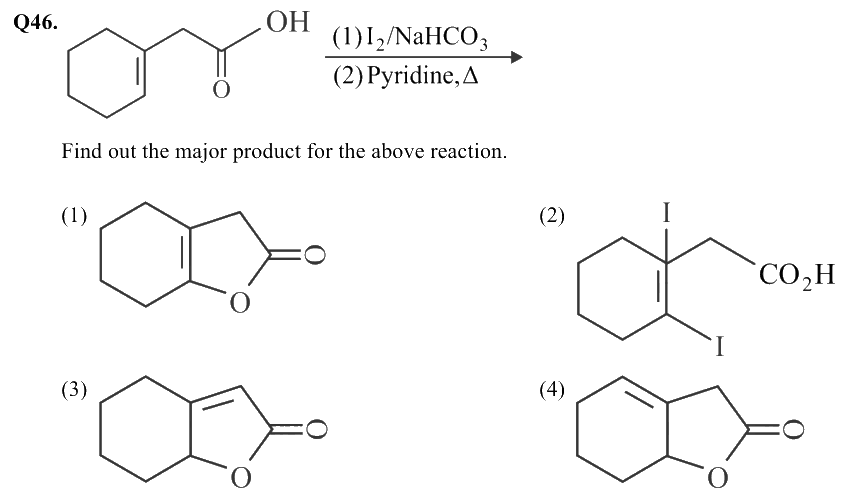 Q46.
OH
O
(1) I₂/NaHCO₃
(2) Pyridine, Δ
Find out the major product for the above reaction.
(1)
O
O
(2)
I
CO₂H
I
(3)
O
O
(4)
O
O